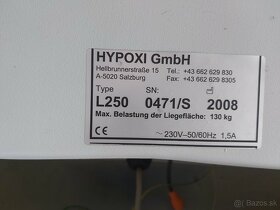 HYPOXI GmbH
Hellbrunnerstraße 15 Tel.: +43 662 629 830
A-5020 Salzburg Fax: +43 662 629 8305
Type SN:
L250 0471/S 2008
Max. Belastung der Liegefläche: 130 kg
CE ~ 230V–50/60Hz 1,5A
Bazos.sk